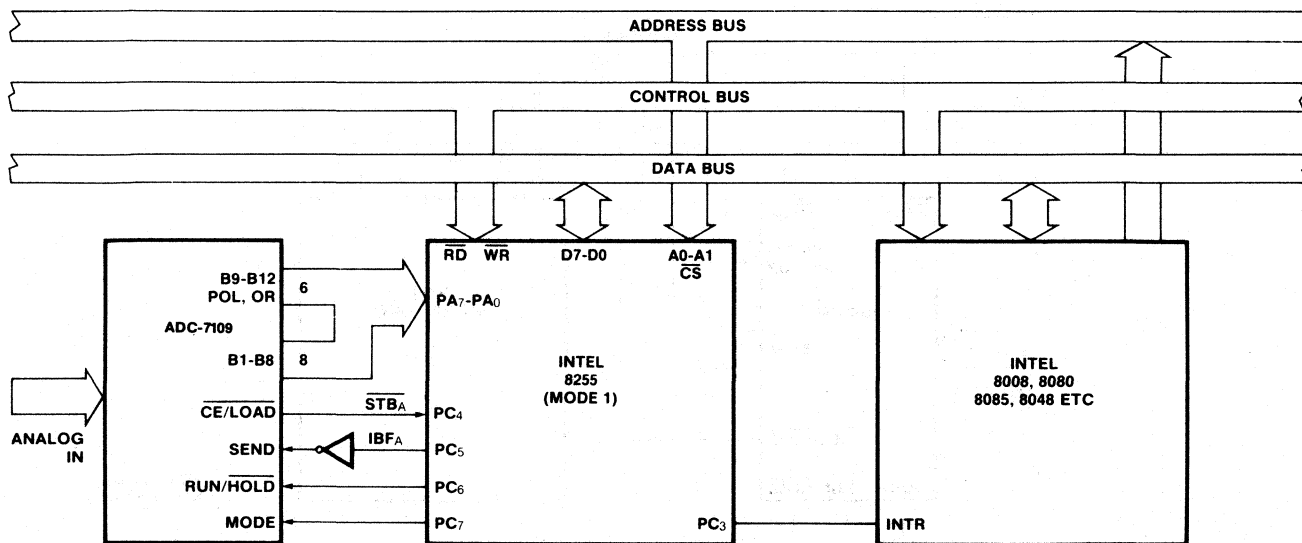 ADDRESS BUS
CONTROL BUS
DATA BUS
B9-B12
POL, OR
6
ADC-7109
B1-B8
8
CE/LOAD
SEND
RUN/HOLD
MODE
ANALOG
IN
STBA
IBFA
RD WR D7-D0 A0-A1
CS
PA7-PA0
INTEL
8255
(MODE 1)
PC4
PC5
PC6
PC7
PC3
INTEL
8008, 8080
8085, 8048 ETC
INTR